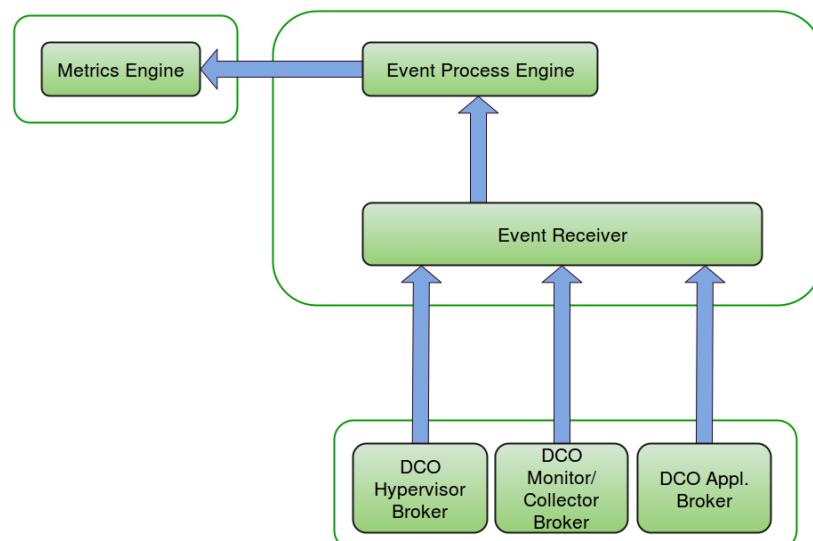 Metrics Engine
Event Process Engine
Event Receiver
DCO
Hypervisor
Broker
DCO
Monitor/
Collector
Broker
DCO Appl.
Broker